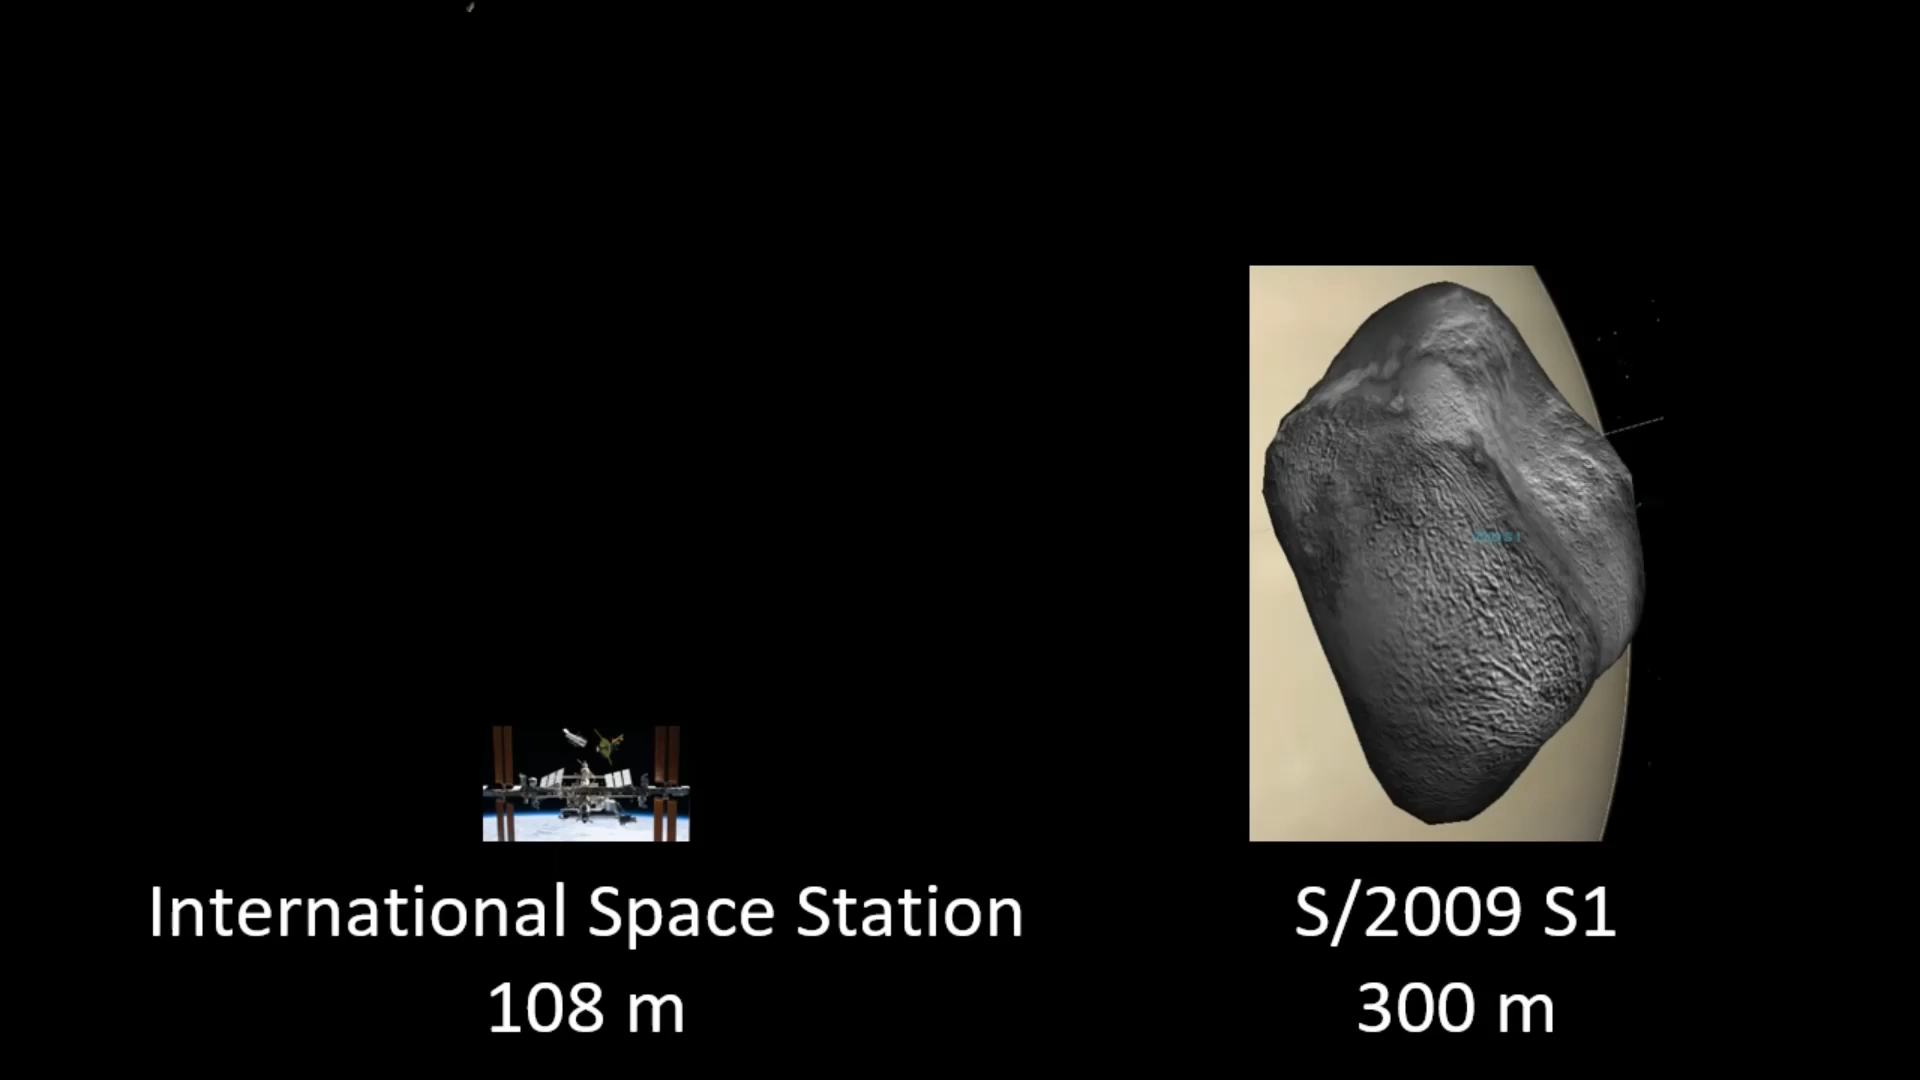 International Space Station
108 m
S/2009 S1
300 m